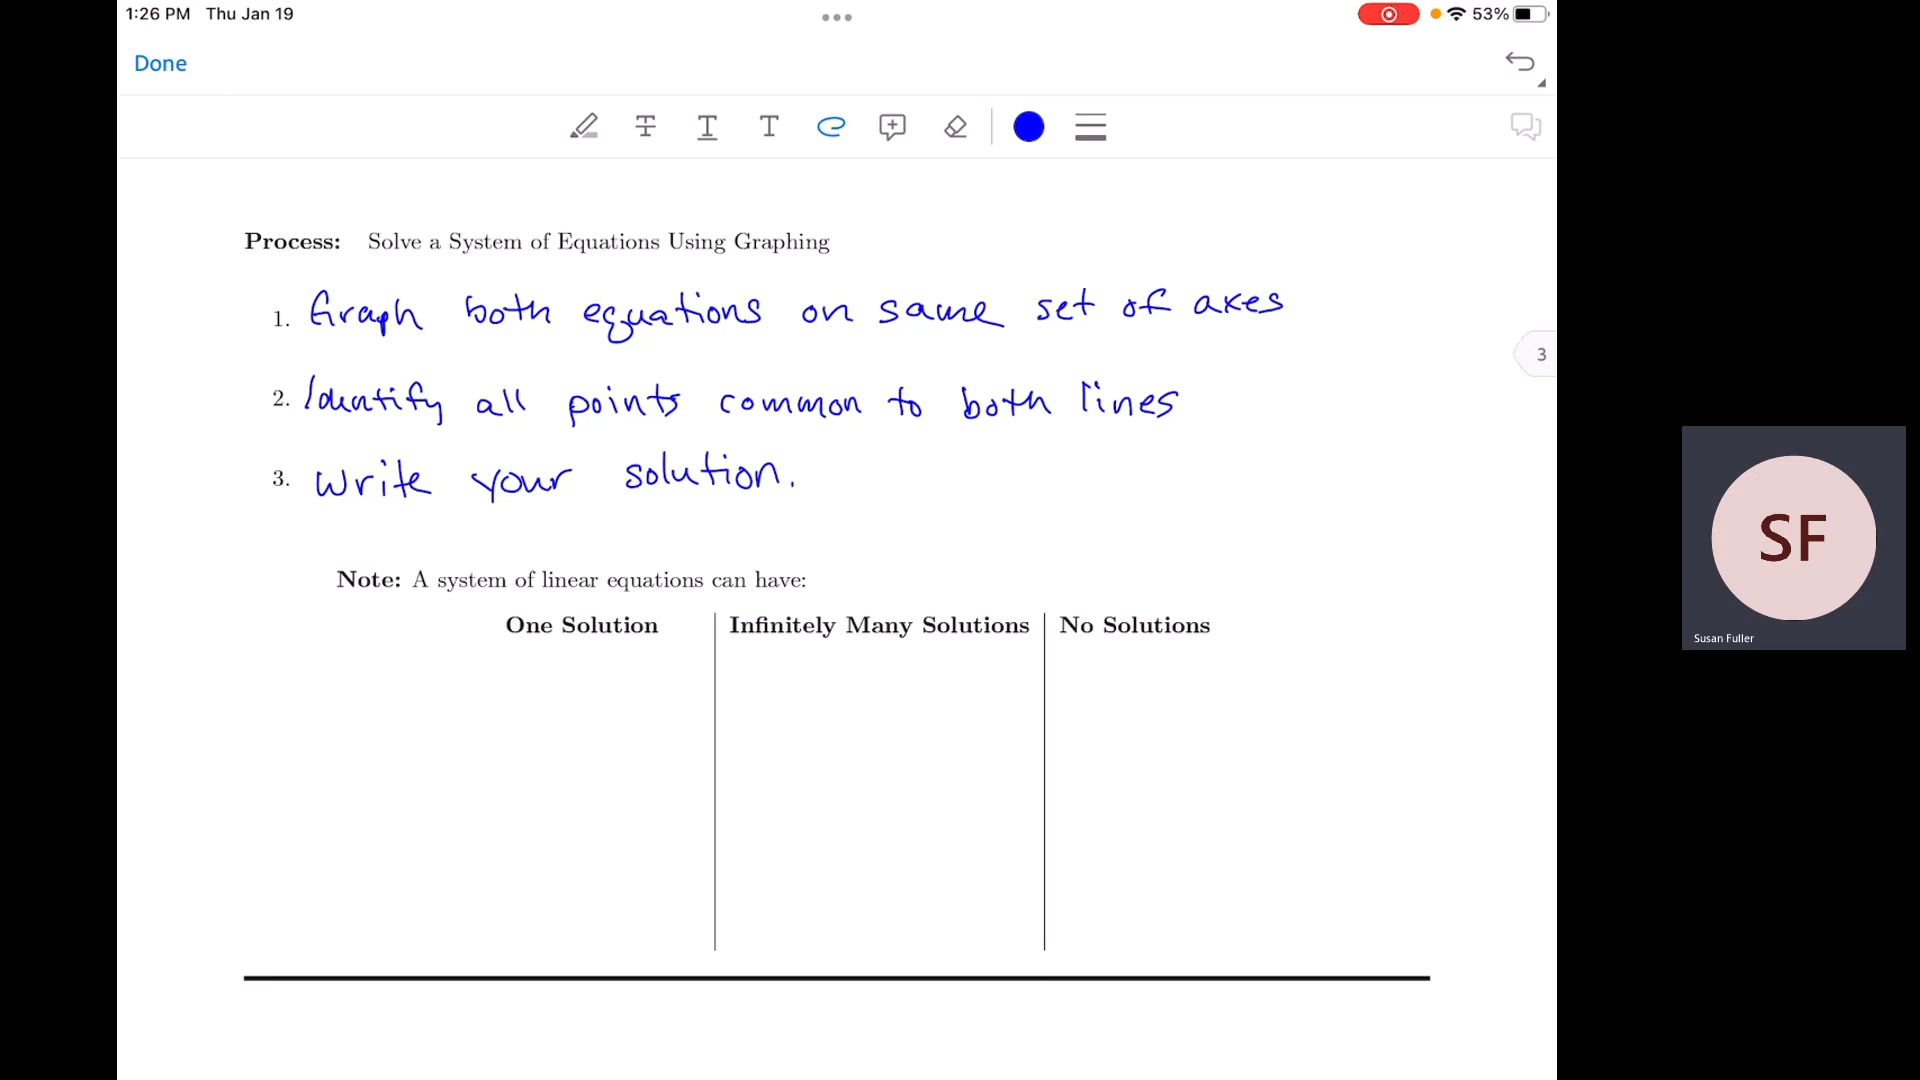 1:26 PM Thu Jan 19
53%
Done
T T T
Process: Solve a System of Equations Using Graphing
1. Graph both equations on same set of axes
3
2. Identify all points common to both lines
3. Write your solution.
SF
Susan Fuller
Note: A system of linear equations can have:
One Solution Infinitely Many Solutions No Solutions